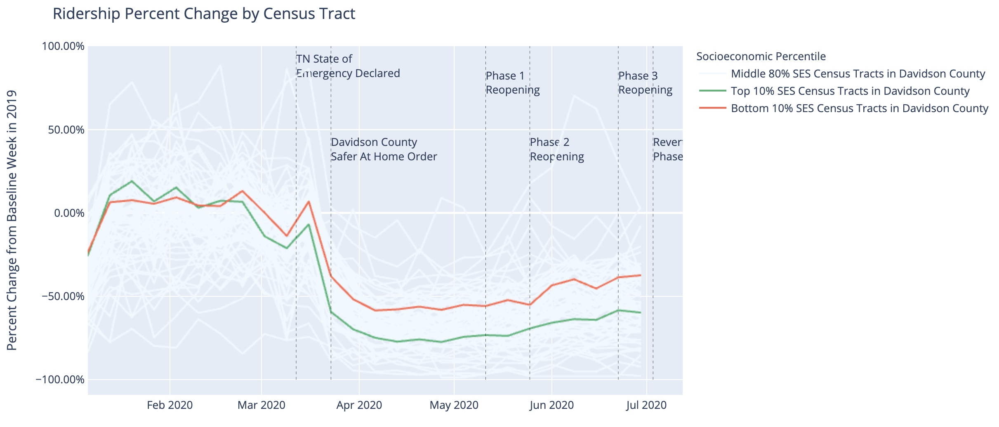 Ridership Percent Change by Census Tract
Percent Change from Baseline Week in 2019
100.00%
50.00%
0.00%
−50.00%
−100.00%
TN State of
Emergency Declared
Davidson County
Safer At Home Order
Phase 1
Reopening
Phase 2
Reopening
Phase 3
Reopening
Phase
Feb 2020
Mar 2020
Apr 2020
May 2020
Jun 2020
Jul 2020
Socioeconomic Percentile
Middle 80% SES Census Tracts in Davidson County
Top 10% SES Census Tracts in Davidson County
Bottom 10% SES Census Tracts in Davidson County